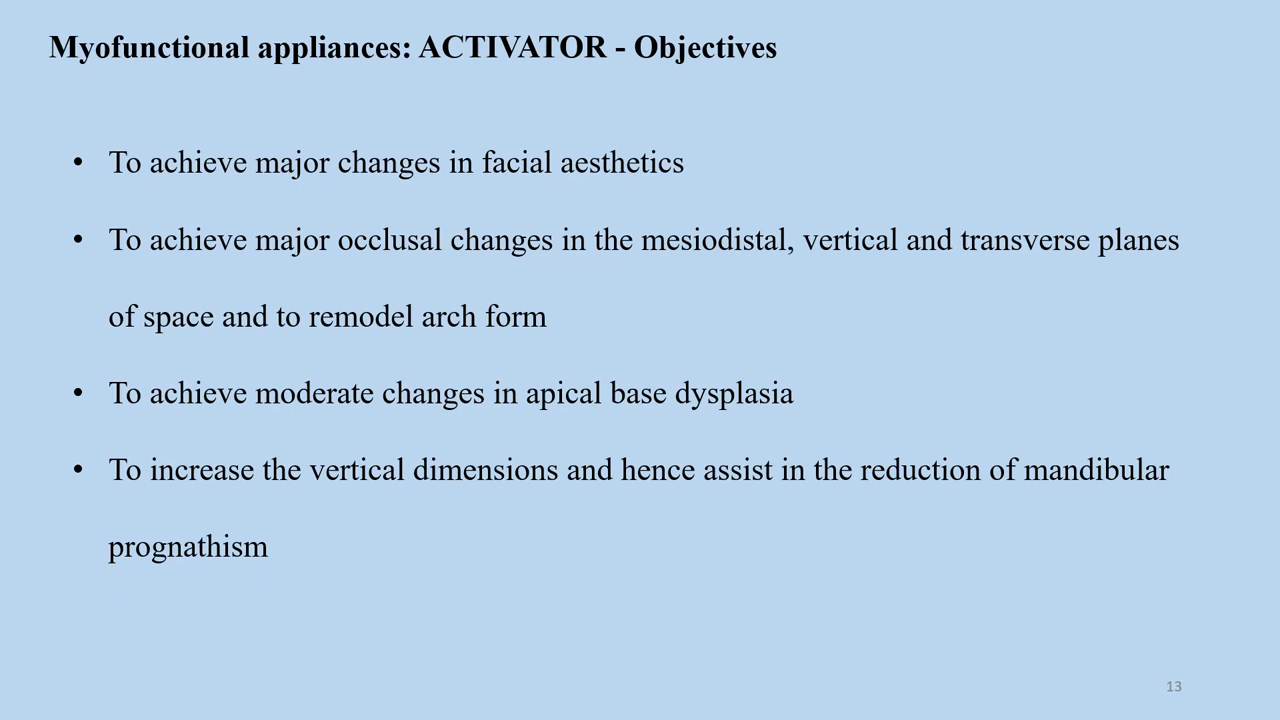 Myofunctional appliances: ACTIVATOR - Objectives
• To achieve major changes in facial aesthetics
• To achieve major occlusal changes in the mesiodistal, vertical and transverse planes
of space and to remodel arch form
• To achieve moderate changes in apical base dysplasia
• To increase the vertical dimensions and hence assist in the reduction of mandibular
prognathism
13